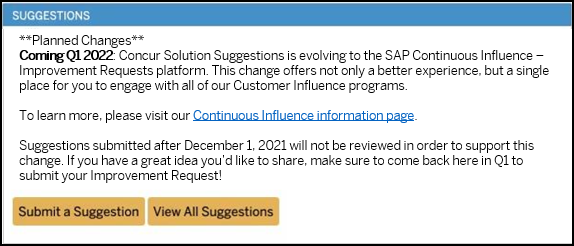 SUGGESTIONS
**Planned Changes**
Coming Q1 2022: Concur Solution Suggestions is evolving to the SAP Continuous Influence –
Improvement Requests platform. This change offers not only a better experience, but a single
place for you to engage with all of our Customer Influence programs.
To learn more, please visit our Continuous Influence information page.
Suggestions submitted after December 1, 2021 will not be reviewed in order to support this
change. If you have a great idea you'd like to share, make sure to come back here in Q1 to
submit your Improvement Request!
Submit a Suggestion View All Suggestions